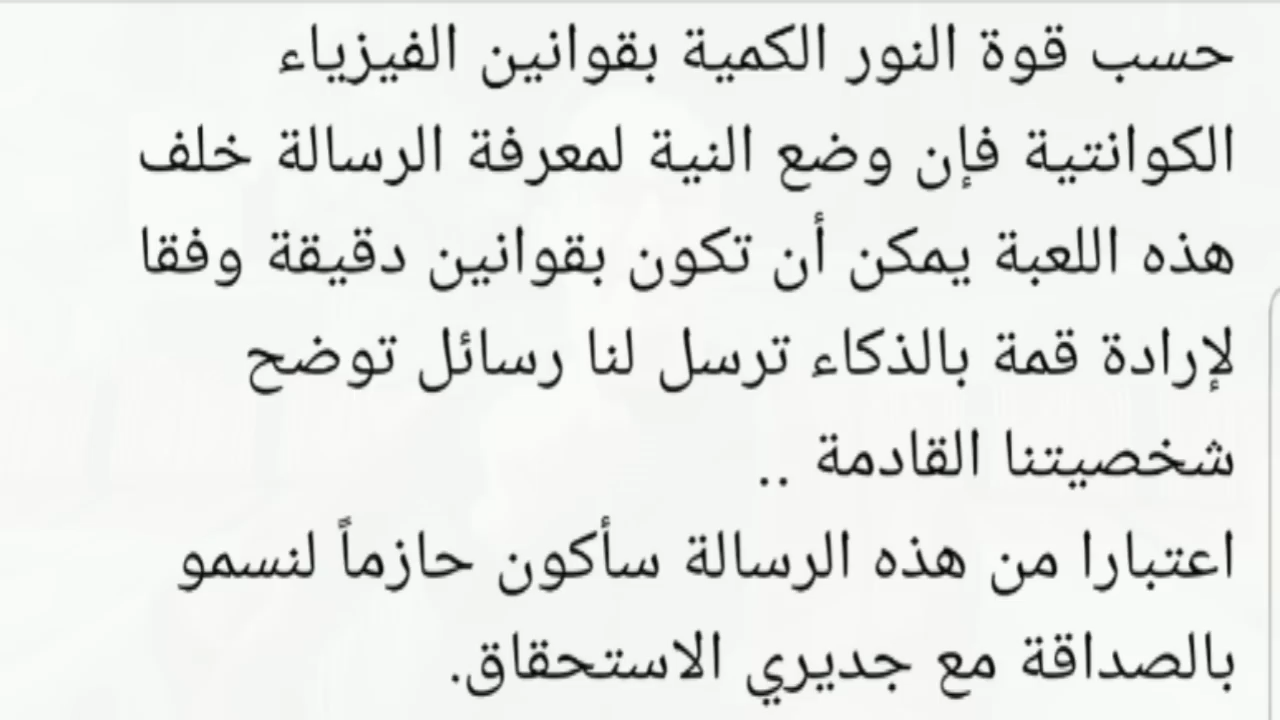 حسب قوة النور الكمية بقوانين الفيزياء
الكوانتية فإن وضع النية لمعرفة الرسالة خلف
هذه اللعبة يمكن أن تكون بقوانين دقيقة وفقا
لإرادة قمة بالذكاء ترسل لنا رسائل توضح
شخصيتنا القادمة ..
اعتبارا من هذه الرسالة سأكون حازماً لنسمو
بالصداقة مع جديري الاستحقاق.